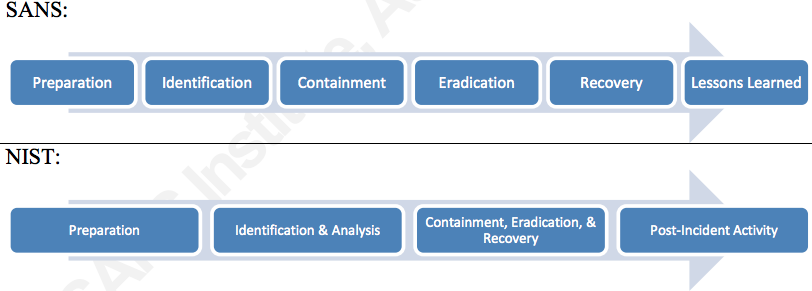 SANS:
Preparation
Identification
Containment
Eradication
Recovery
Lessons Learned
NIST:
Preparation
Identification & Analysis
Containment, Eradication, &
Recovery
Post-Incident Activity